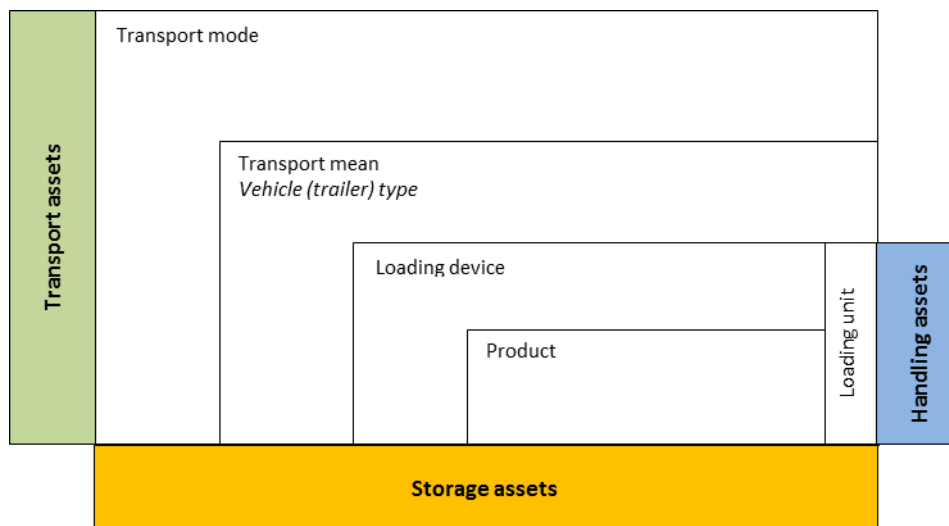 Transport mode
Transport assets
Transport mean
Vehicle (trailer) type
Loading device
Product
Loading unit
Handling assets
Storage assets